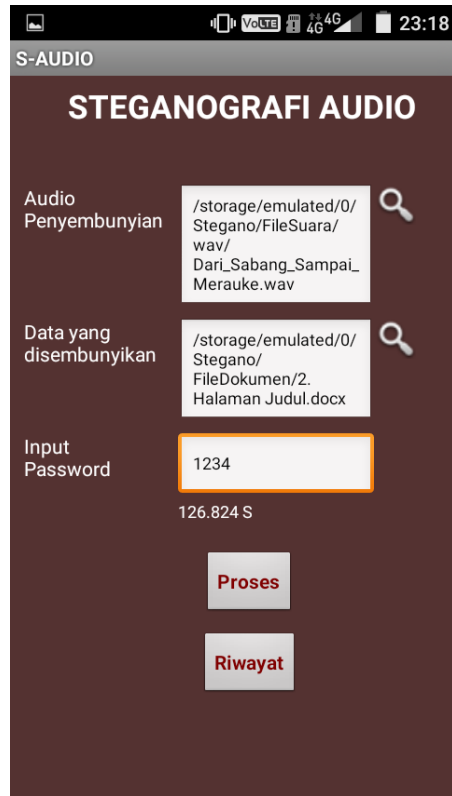 VoLTE 4G 4G 23:18
S-AUDIO
STEGANOGRAFI AUDIO
Audio
Penyembunyian
/storage/emulated/0/
Stegano/FileSuara/
wav/
Dari_Sabang_Sampai_
Merauke.wav
Data yang
disembunyikan
/storage/emulated/0/
Stegano/
FileDokumen/2.
Halaman Judul.docx
Input
Password
1234
126.824 S
Proses
Riwayat